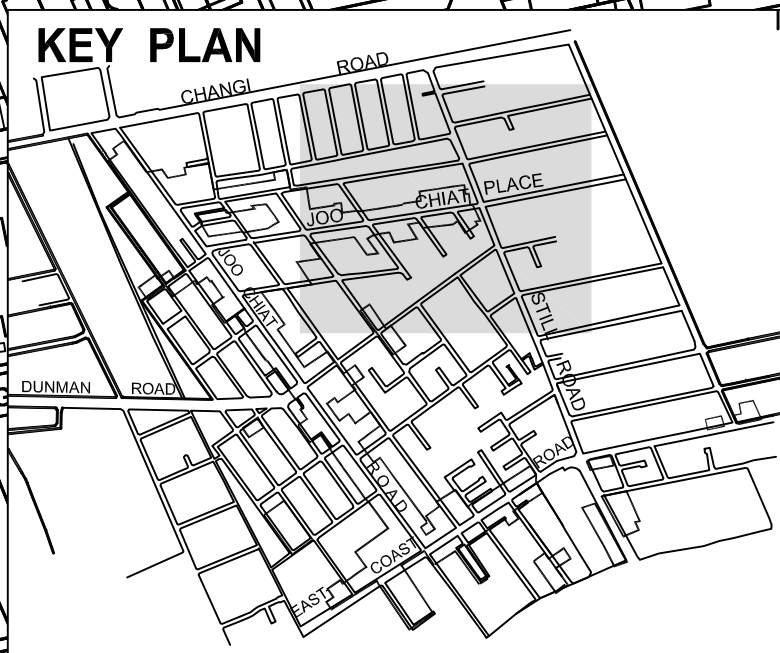 KEY PLAN
CHANGI ROAD
JOO CHIAT PLACE
JOO CHIAT ROAD
STILL ROAD
DUNMAN ROAD
EAST COAST ROAD